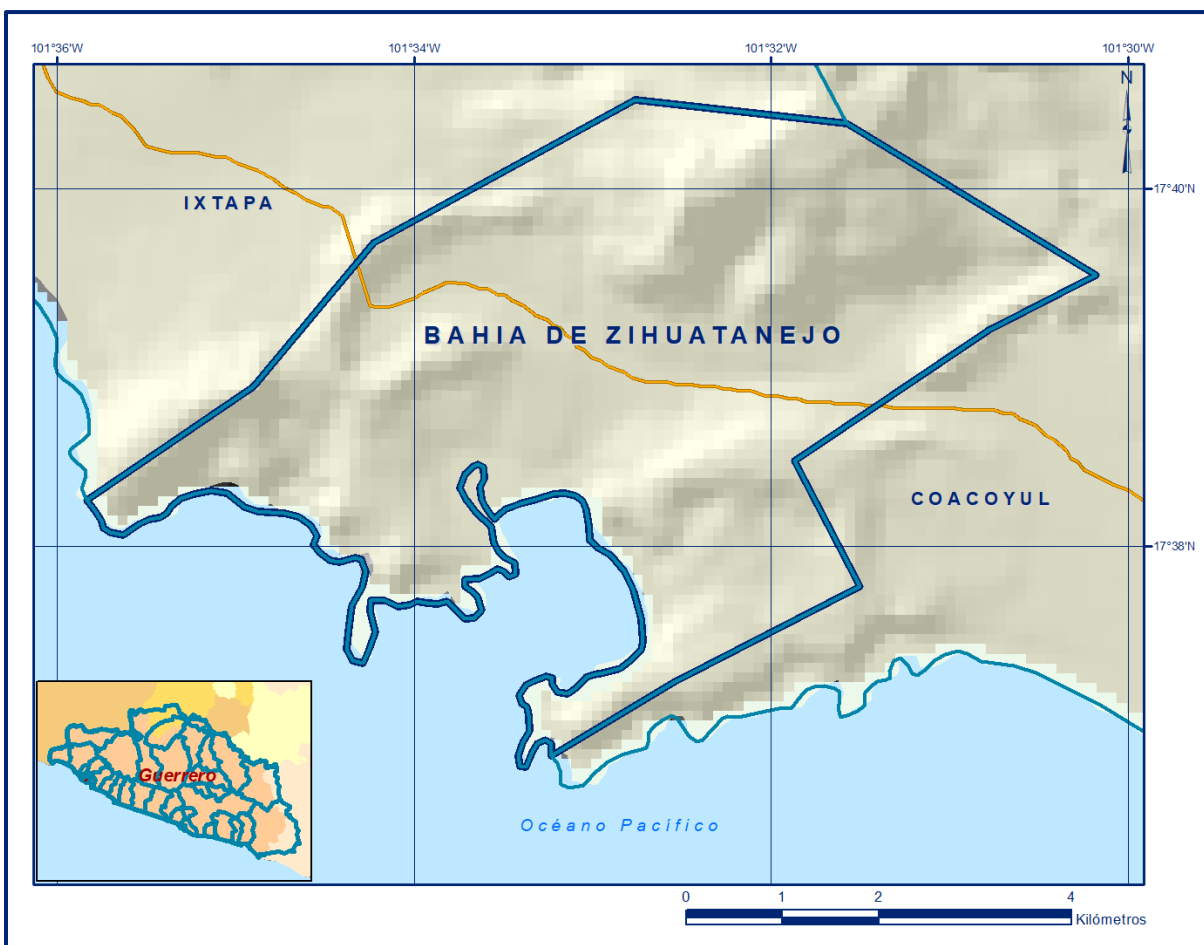 101°36'W 101°34'W 101°32'W 101°30'W
N
17°40'N
IXTAPA
BAHIA DE ZIHUATANEJO
COACOYUL
17°38'N
Guerrero
Océano Pacífico
0 1 2 4
Kilómetros